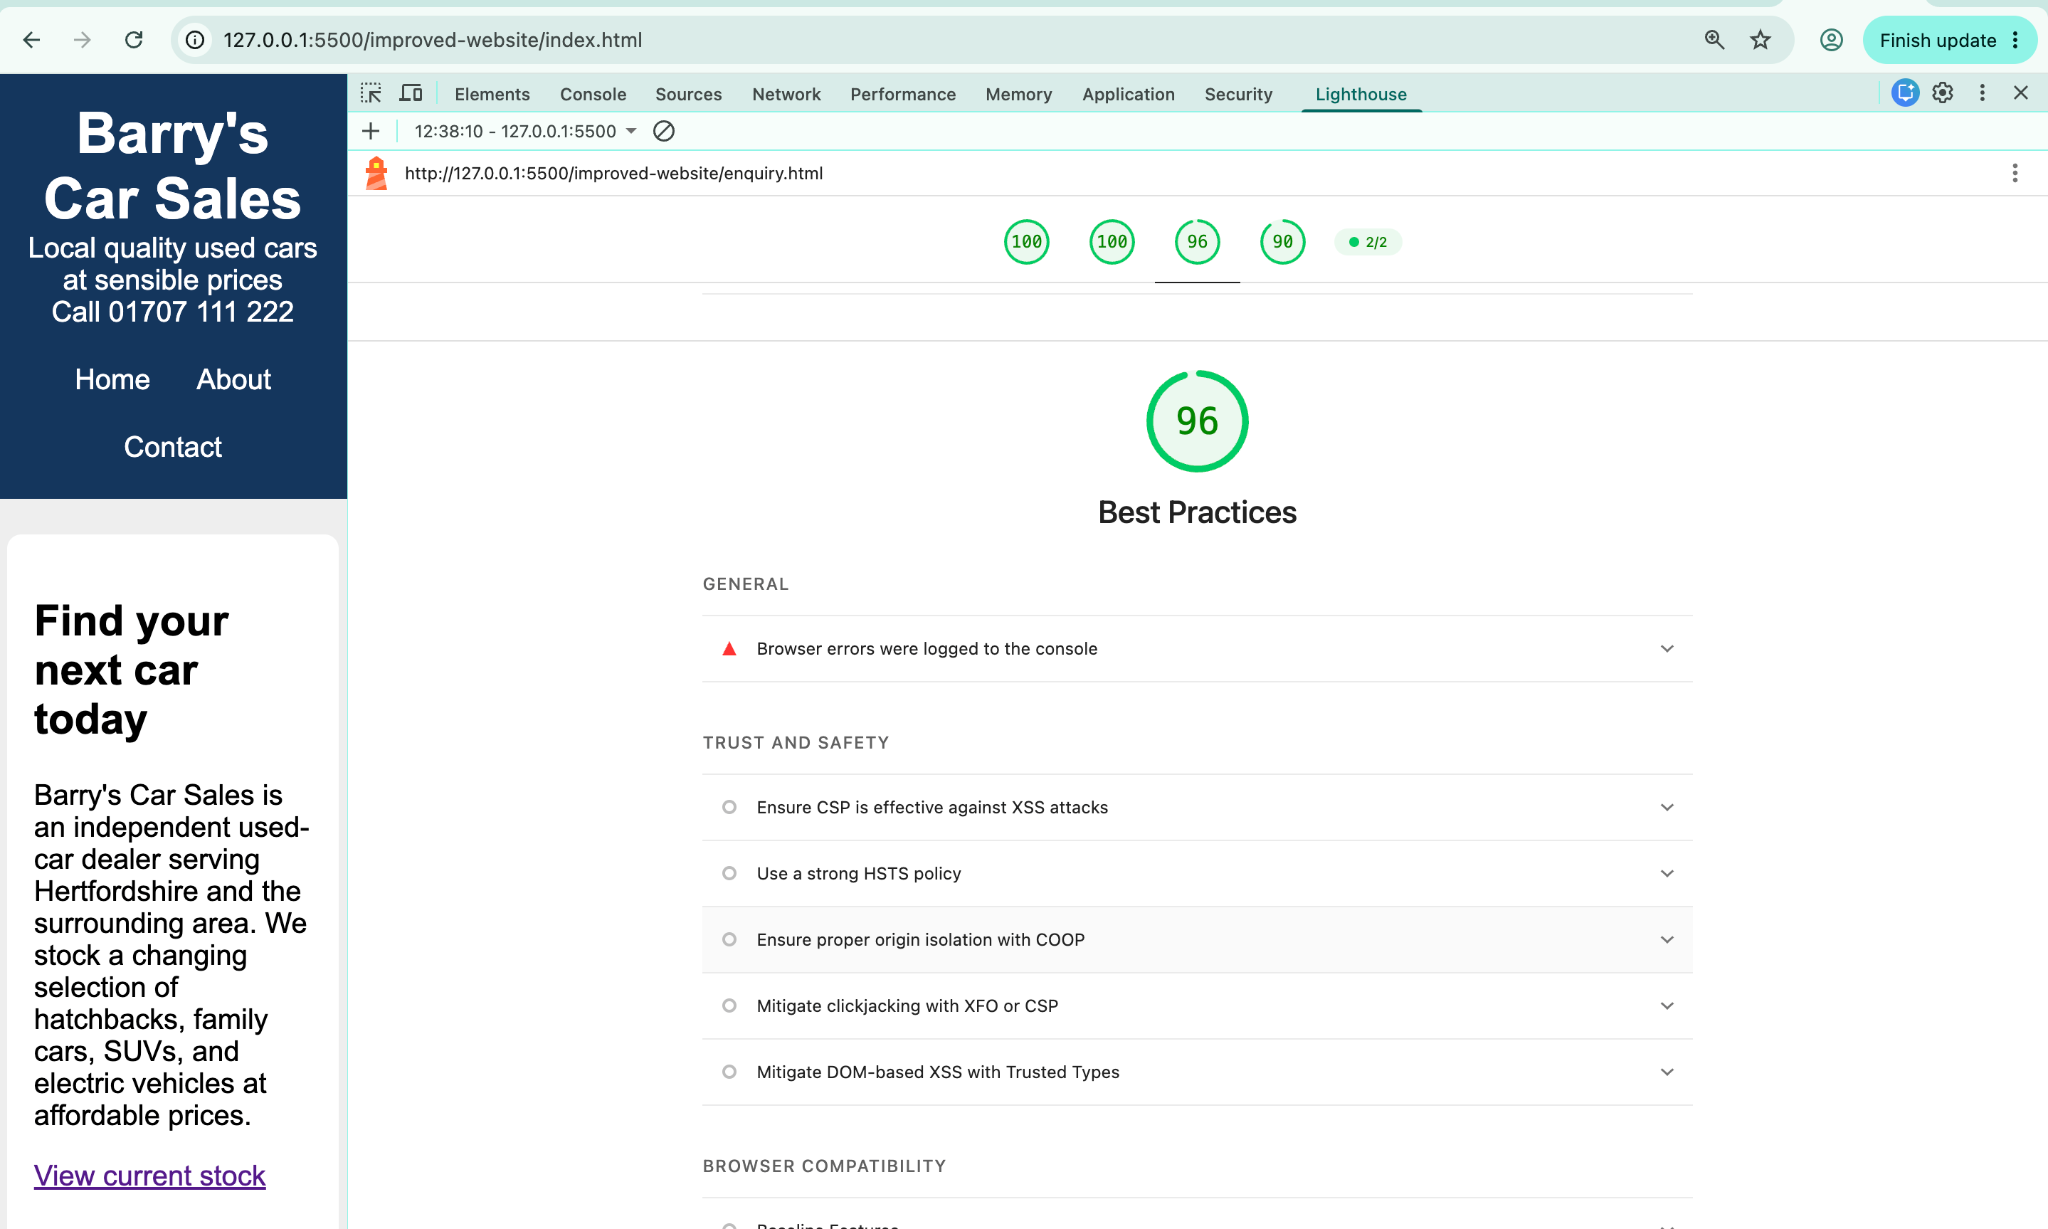 127.0.0.1:5500/improved-website/index.html
Finish update
Elements Console Sources Network Performance Memory Application Security Lighthouse
12:38:10 - 127.0.0.1:5500
http://127.0.0.1:5500/improved-website/enquiry.html
100 100 96 90 2/2
Barry's
Car Sales
Local quality used cars
at sensible prices
Call 01707 111 222
Home About
Contact
Find your
next car
today
Barry's Car Sales is
an independent used-
car dealer serving
Hertfordshire and the
surrounding area. We
stock a changing
selection of
hatchbacks, family
cars, SUVs, and
electric vehicles at
affordable prices.
View current stock
96
Best Practices
GENERAL
Browser errors were logged to the console
TRUST AND SAFETY
Ensure CSP is effective against XSS attacks
Use a strong HSTS policy
Ensure proper origin isolation with COOP
Mitigate clickjacking with XFO or CSP
Mitigate DOM-based XSS with Trusted Types
BROWSER COMPATIBILITY
Baseline Features